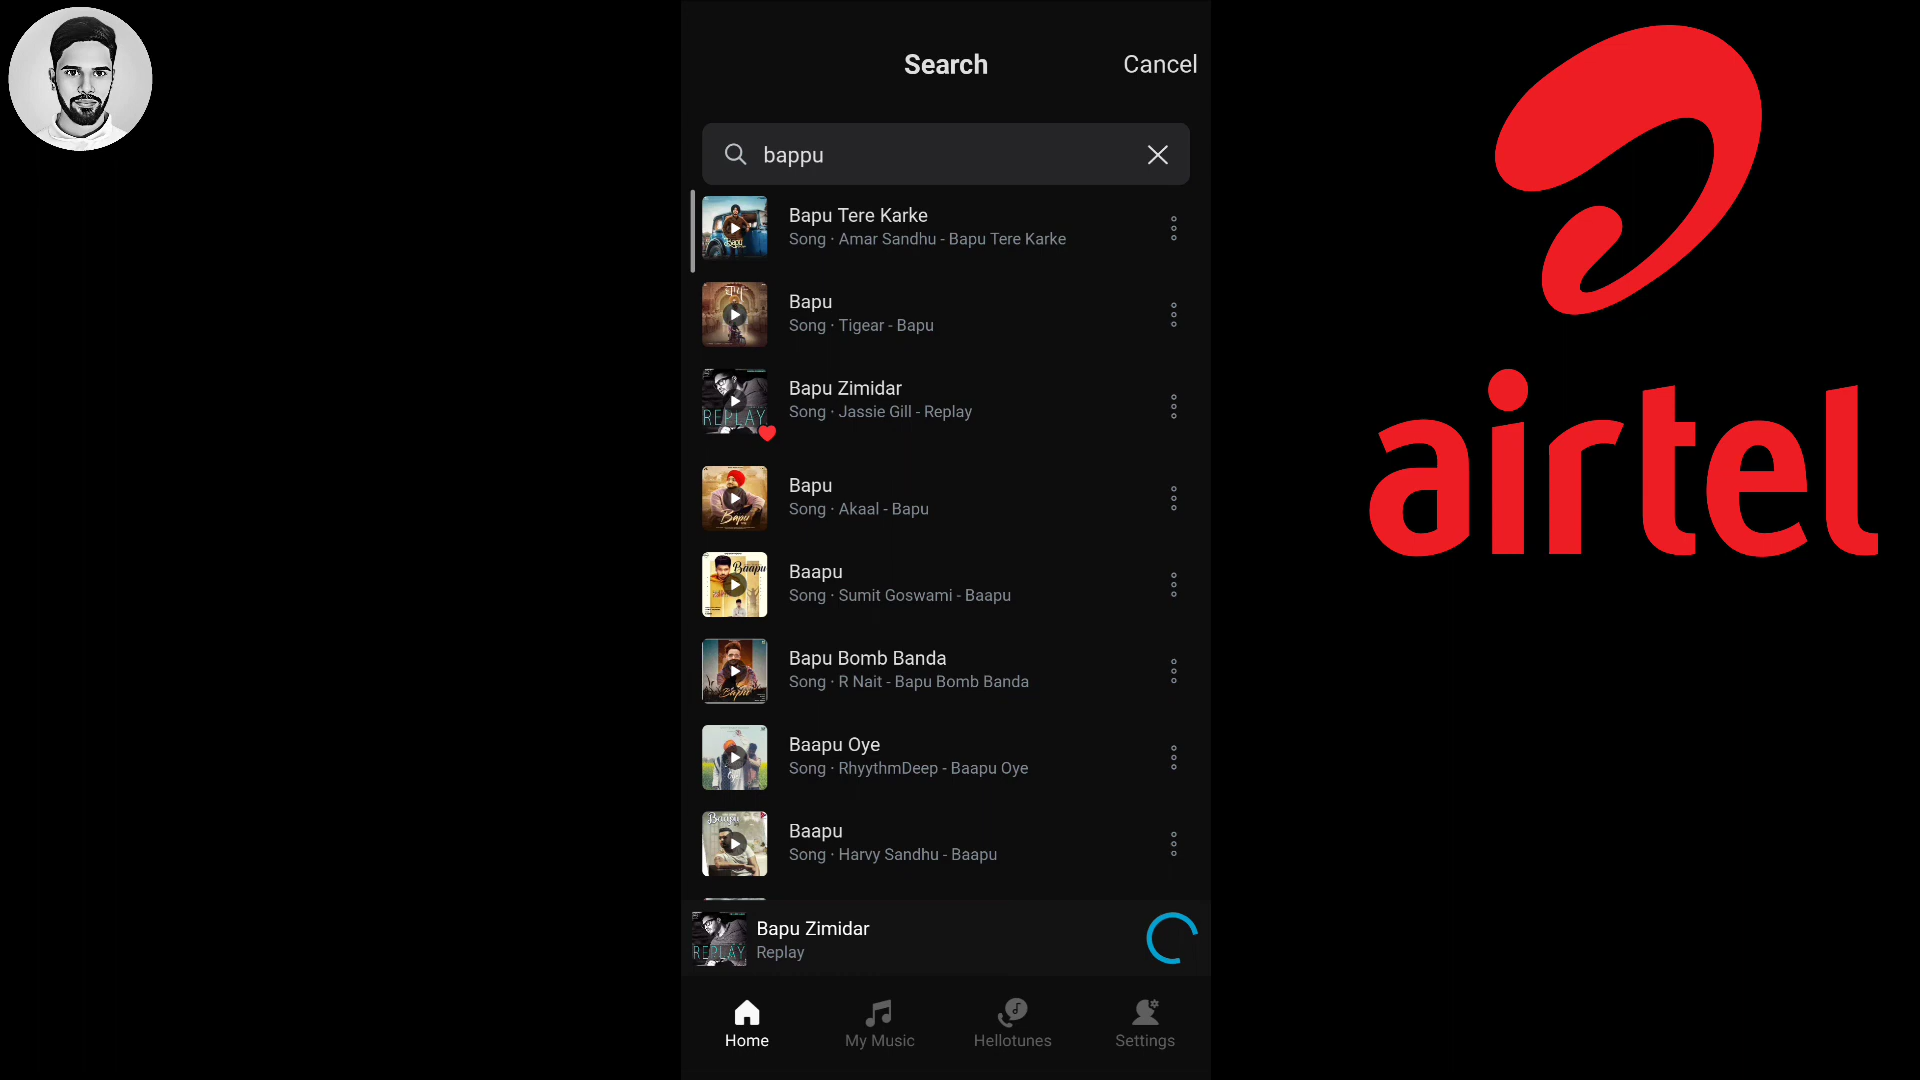 Search
Cancel
bappu
Bapu Tere Karke
Song · Amar Sandhu - Bapu Tere Karke
Bapu
Song · Tigear - Bapu
REPLAY
Bapu Zimidar
Song · Jassie Gill - Replay
Bapu
Song · Akaal - Bapu
Baapu
Song · Sumit Goswami - Baapu
Bapu Bomb Banda
Song · R Nait - Bapu Bomb Banda
Baapu Oye
Song · RhyythmDeep - Baapu Oye
Baapu
Song · Harvy Sandhu - Baapu
REPLAY
Bapu Zimidar
Replay
Home
My Music
Hellotunes
Settings
airtel